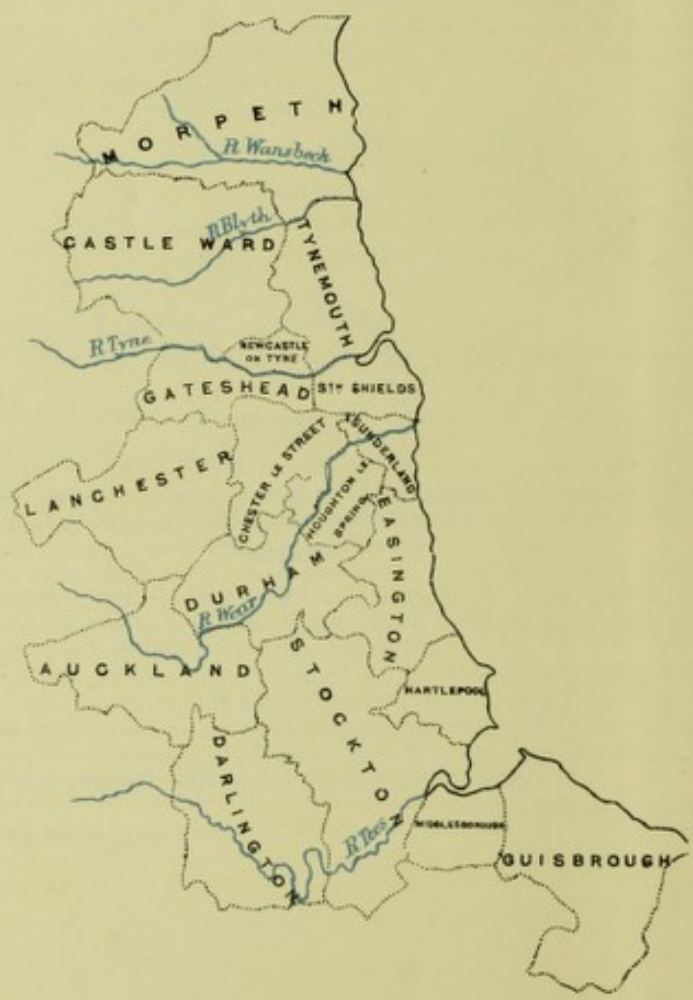 MORPETH
R Wansbeck
R Blyth
CASTLE WARD
TYNEMOUTH
R Tyne
NEWCASTLE
ON TYNE
GATESHEAD
STH SHIELDS
SUNDERLAND
CHESTER LE STREET
LANCHESTER
HOUGHTON LE
SPRING
EASINGTON
DURHAM
R Wear
AUCKLAND
STOCKTON
HARTLEPOOL
DARLINGTON
R Tees
MIDDLESBOROUGH
GUISBROUGH